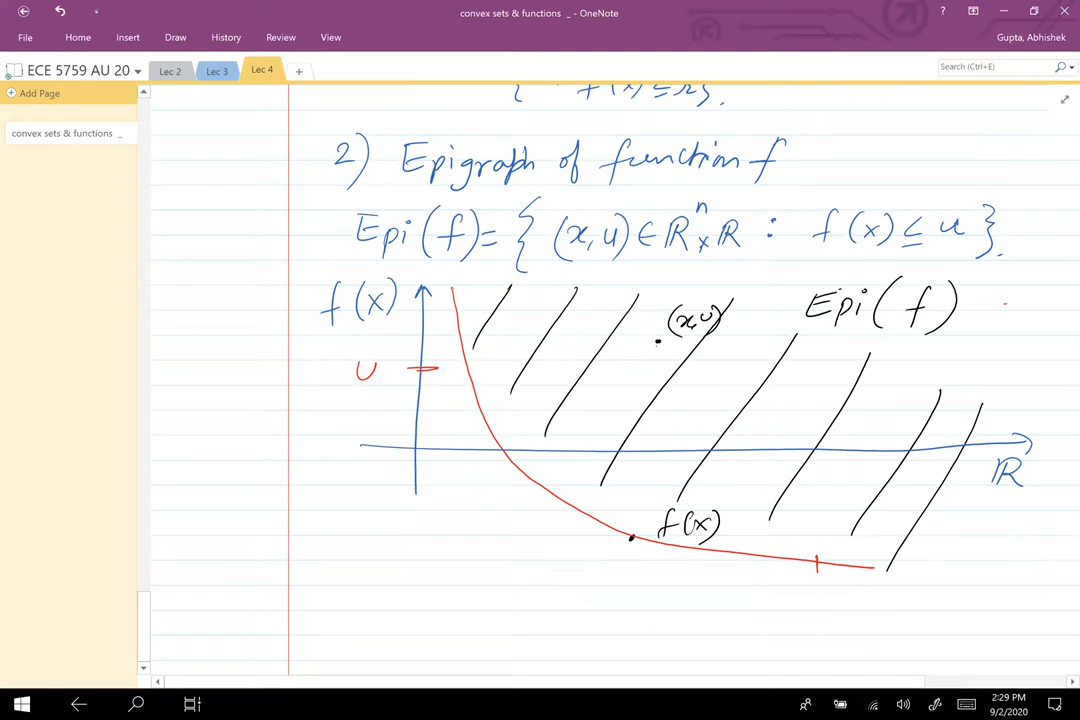 convex sets & functions _ - OneNote
Gupta, Abhishek
File Home Insert Draw History Review View
ECE 5759 AU 20
Lec 2 Lec 3 Lec 4
Search (Ctrl+E)
Add Page
convex sets & functions _
f(x) ≤ r}.
2) Epigraph of function f
Epi(f) = { (x, u) ∈ ℝⁿ × ℝ : f(x) ≤ u }.
f(x)
(x, u)
Epi(f)
U
ℝ
f(x)
2:29 PM
9/2/2020